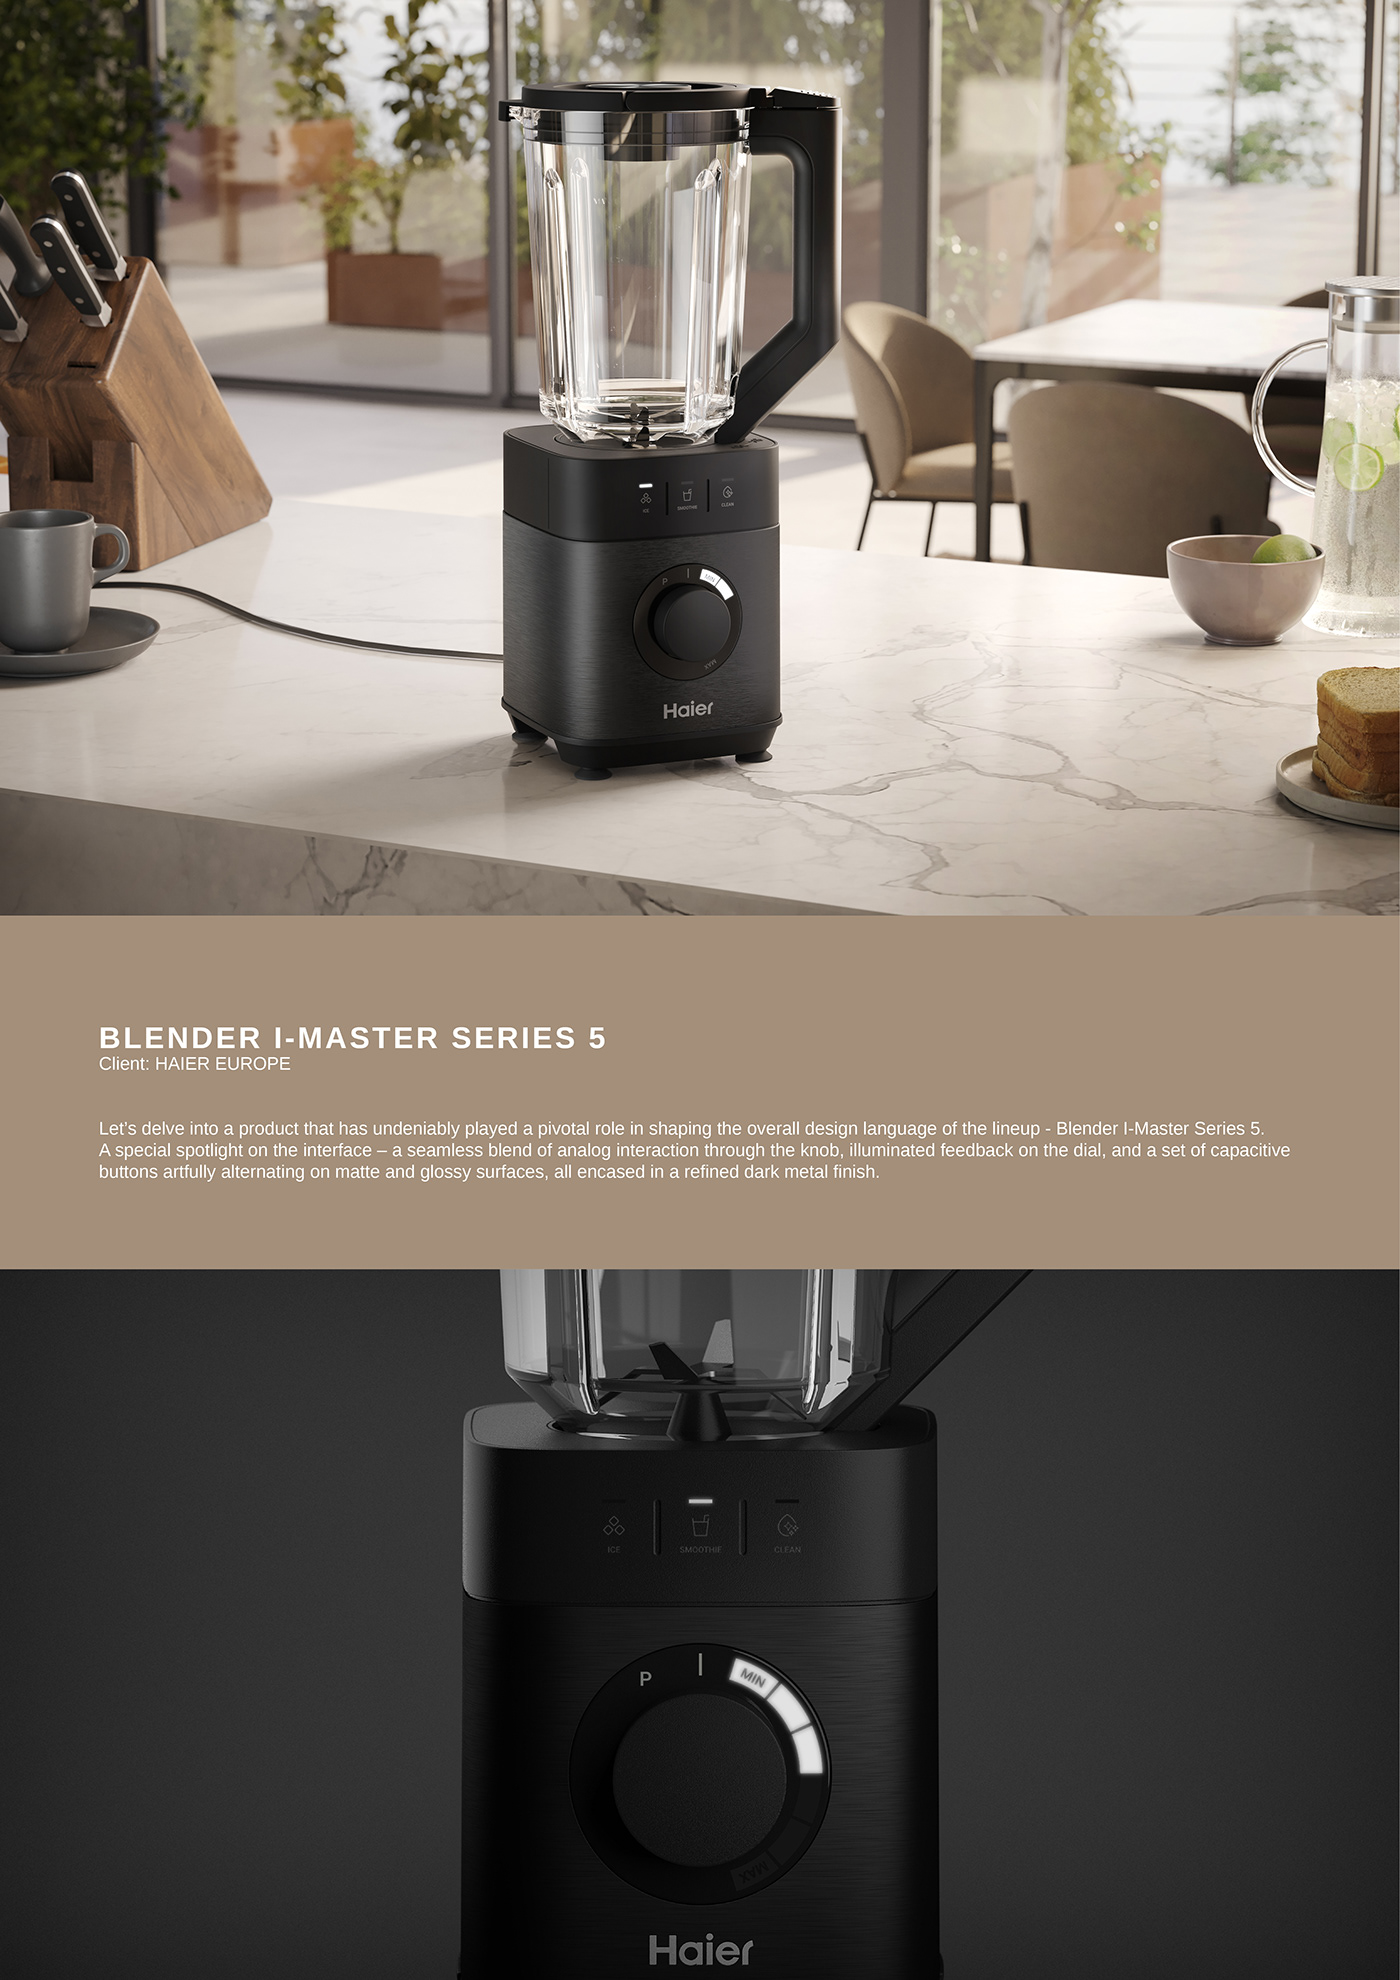 ICE
SMOOTHIE
CLEAN
P
MIN
MAX
Haier
BLENDER I-MASTER SERIES 5
Client: HAIER EUROPE
Let’s delve into a product that has undeniably played a pivotal role in shaping the overall design language of the lineup - Blender I-Master Series 5.
A special spotlight on the interface – a seamless blend of analog interaction through the knob, illuminated feedback on the dial, and a set of capacitive
buttons artfully alternating on matte and glossy surfaces, all encased in a refined dark metal finish.
ICE
SMOOTHIE
CLEAN
P
MIN
MAX
Haier